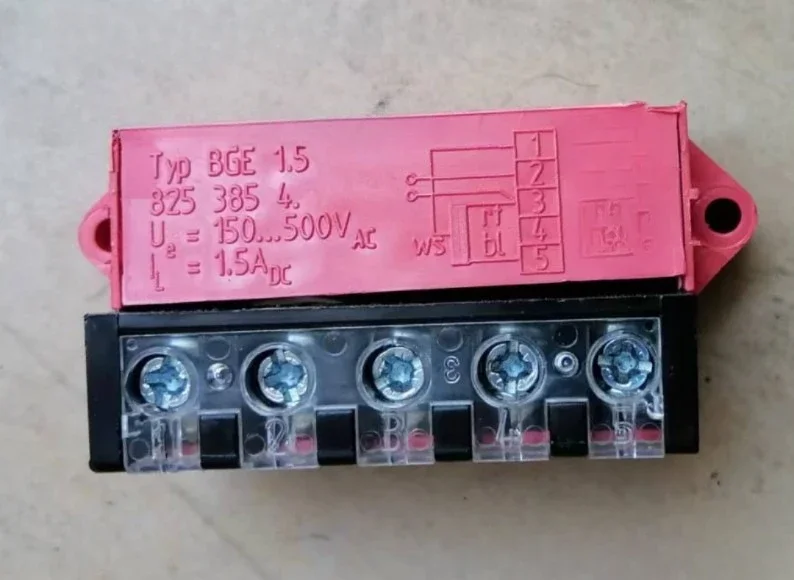 Typ BGE 1.5
825 385 4.
Ue = 150...500VAC
IL = 1.5ADC
1
2
3
4
5
ws
rt
bl
3
1 2 3 4 5